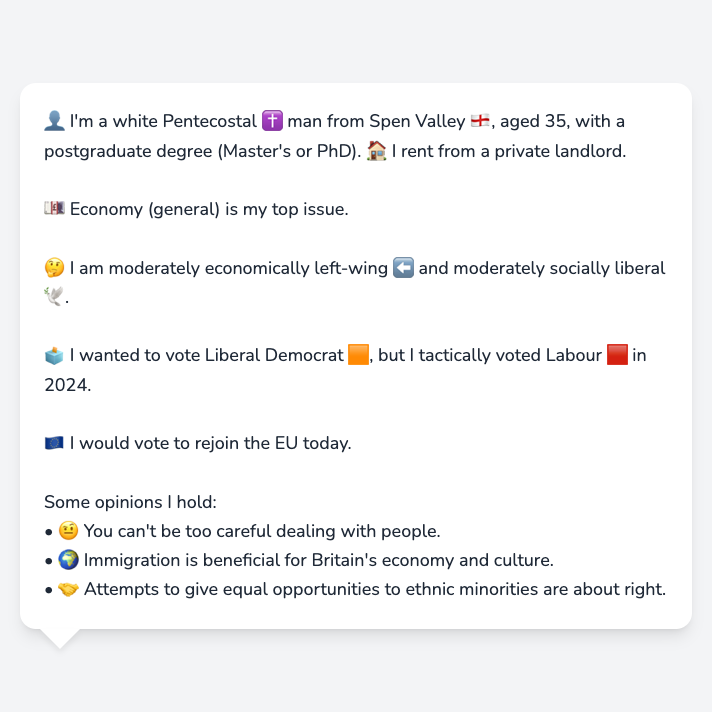 👤 I'm a white Pentecostal ✝️ man from Spen Valley 🏴󠁧󠁢󠁥󠁮󠁧󠁿, aged 35, with a
postgraduate degree (Master's or PhD). 🏠 I rent from a private landlord.
💷 Economy (general) is my top issue.
🤔 I am moderately economically left-wing ⬅️ and moderately socially liberal
🕊️.
🗳️ I wanted to vote Liberal Democrat 🟧, but I tactically voted Labour 🟥 in
2024.
🇪🇺 I would vote to rejoin the EU today.
Some opinions I hold:
• 🤨 You can't be too careful dealing with people.
• 🌍 Immigration is beneficial for Britain's economy and culture.
• 🤝 Attempts to give equal opportunities to ethnic minorities are about right.